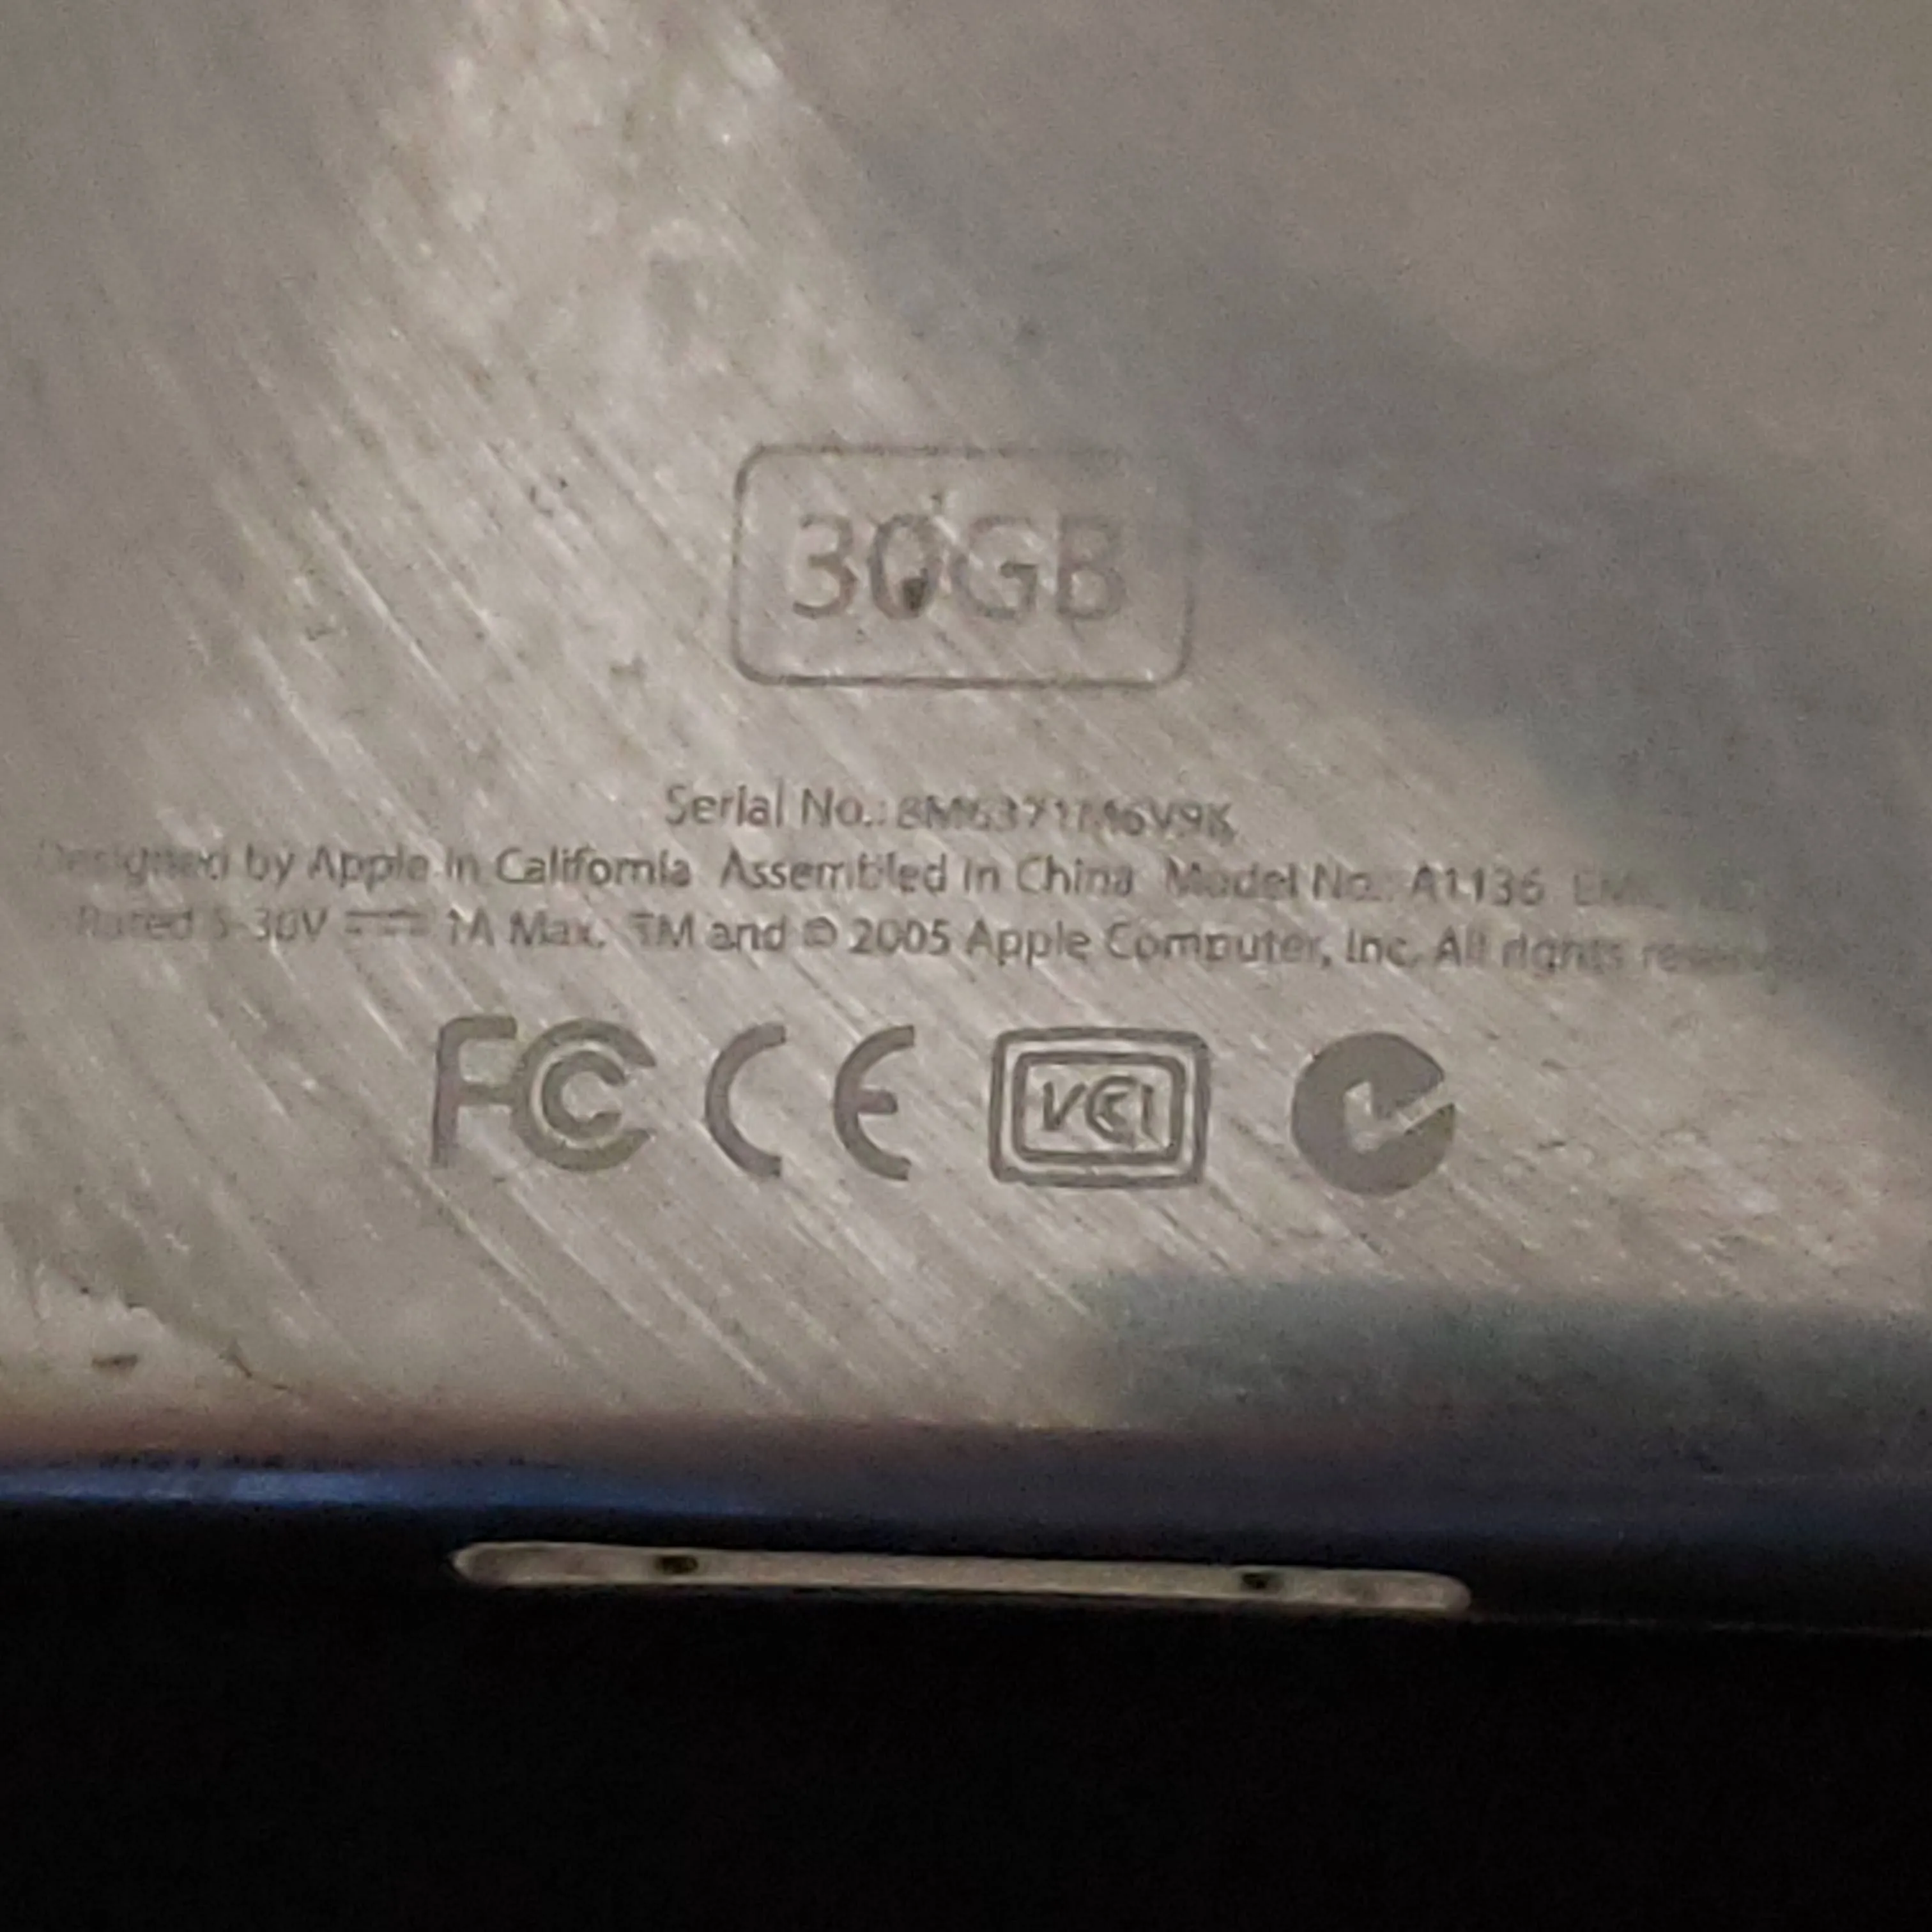 30GB
Serial No.:
Designed by Apple in California Assembled in China Model No.: A1136
Rated 5-30V 1A Max. TM and © 2005 Apple Computer, Inc. All rights
FC CE VCI